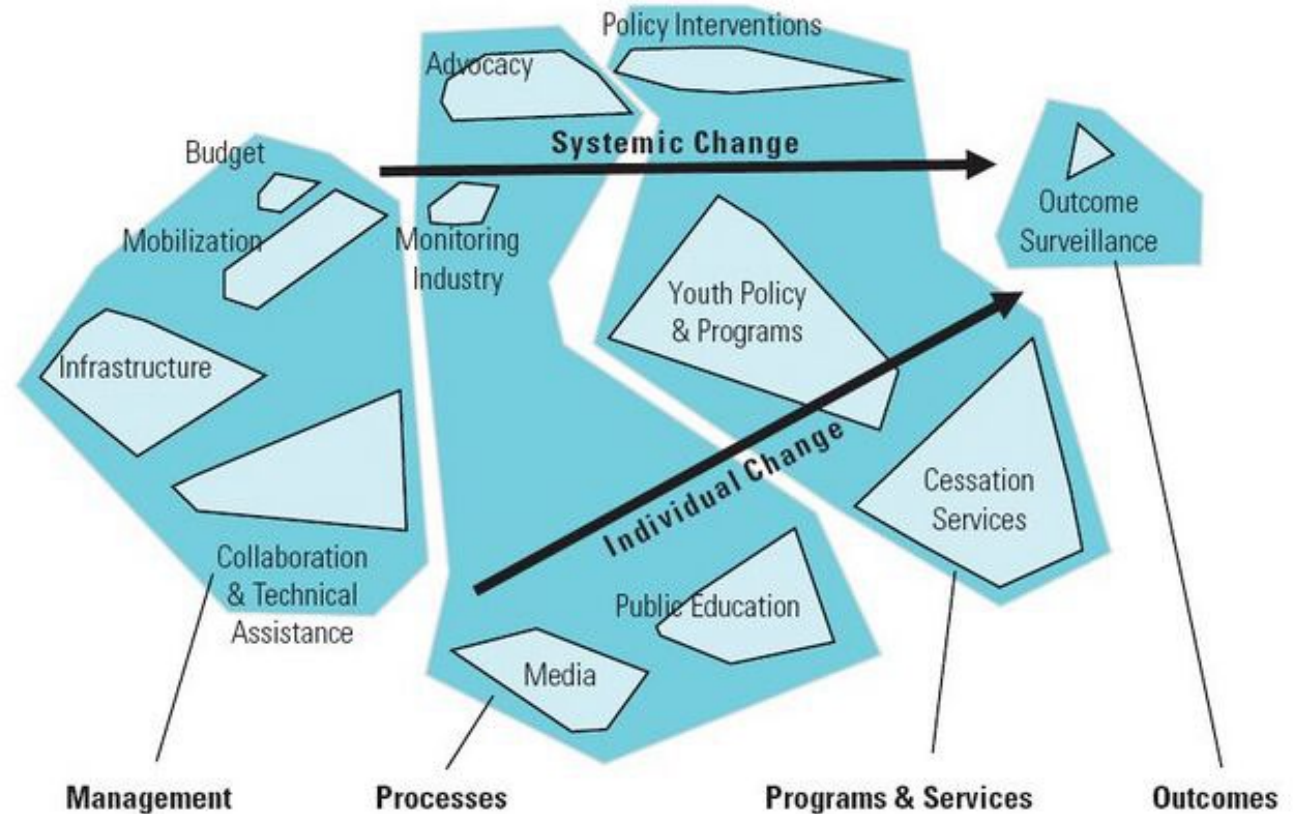 Policy Interventions
Advocacy
Systemic Change
Budget
Mobilization
Monitoring
Industry
Outcome
Surveillance
Youth Policy
& Programs
Infrastructure
Individual Change
Cessation
Services
Collaboration
& Technical
Assistance
Public Education
Media
Management
Processes
Programs & Services
Outcomes